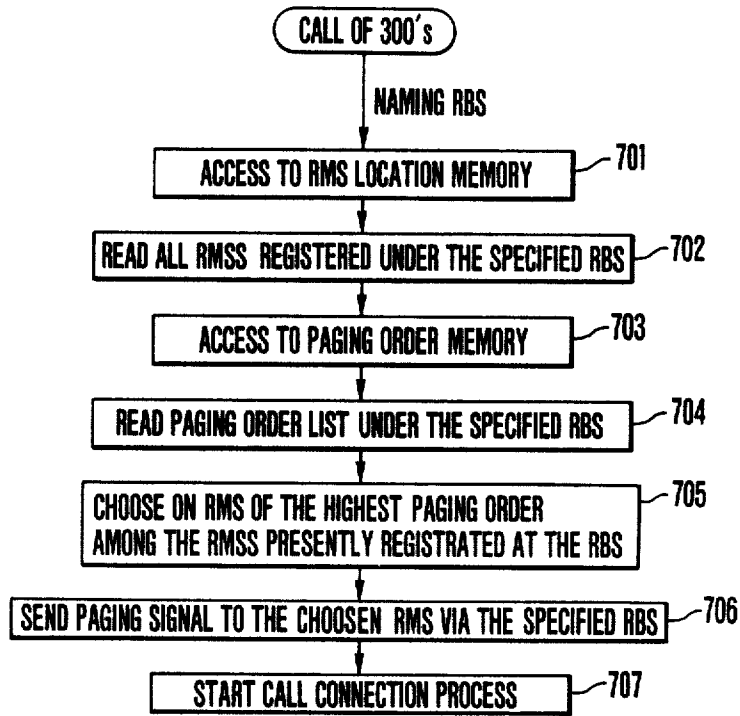 CALL OF 300's
NAMING RBS
ACCESS TO RMS LOCATION MEMORY
701
READ ALL RMSS REGISTERED UNDER THE SPECIFIED RBS
702
ACCESS TO PAGING ORDER MEMORY
703
READ PAGING ORDER LIST UNDER THE SPECIFIED RBS
704
CHOOSE ON RMS OF THE HIGHEST PAGING ORDER
AMONG THE RMSS PRESENTLY REGISTRATED AT THE RBS
705
SEND PAGING SIGNAL TO THE CHOOSEN RMS VIA THE SPECIFIED RBS
706
START CALL CONNECTION PROCESS
707